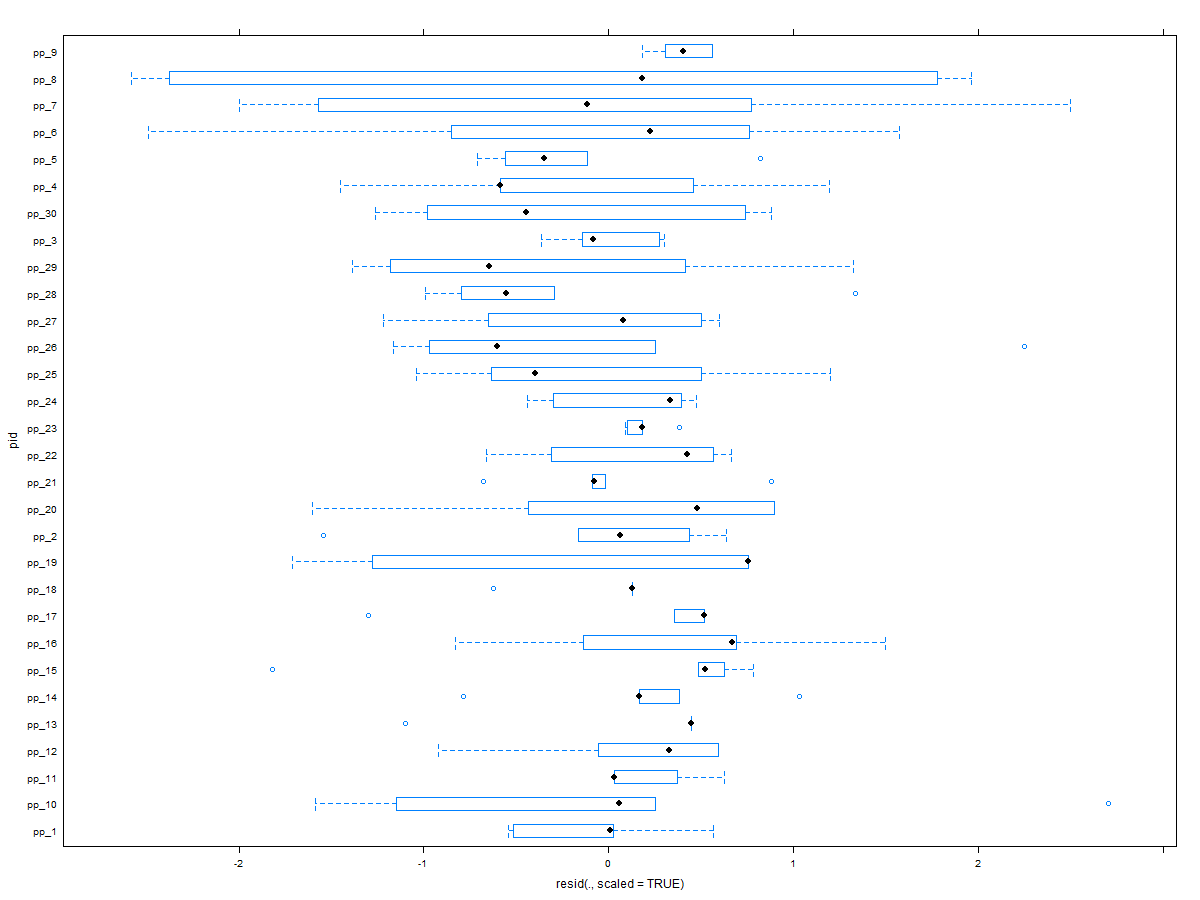 pp_9
pp_8
pp_7
pp_6
pp_5
pp_4
pp_30
pp_3
pp_29
pp_28
pp_27
pp_26
pp_25
pp_24
pp_23
pp_22
pp_21
pp_20
pp_2
pp_19
pp_18
pp_17
pp_16
pp_15
pp_14
pp_13
pp_12
pp_11
pp_10
pp_1
pid
-2 -1 0 1 2
resid(., scaled = TRUE)